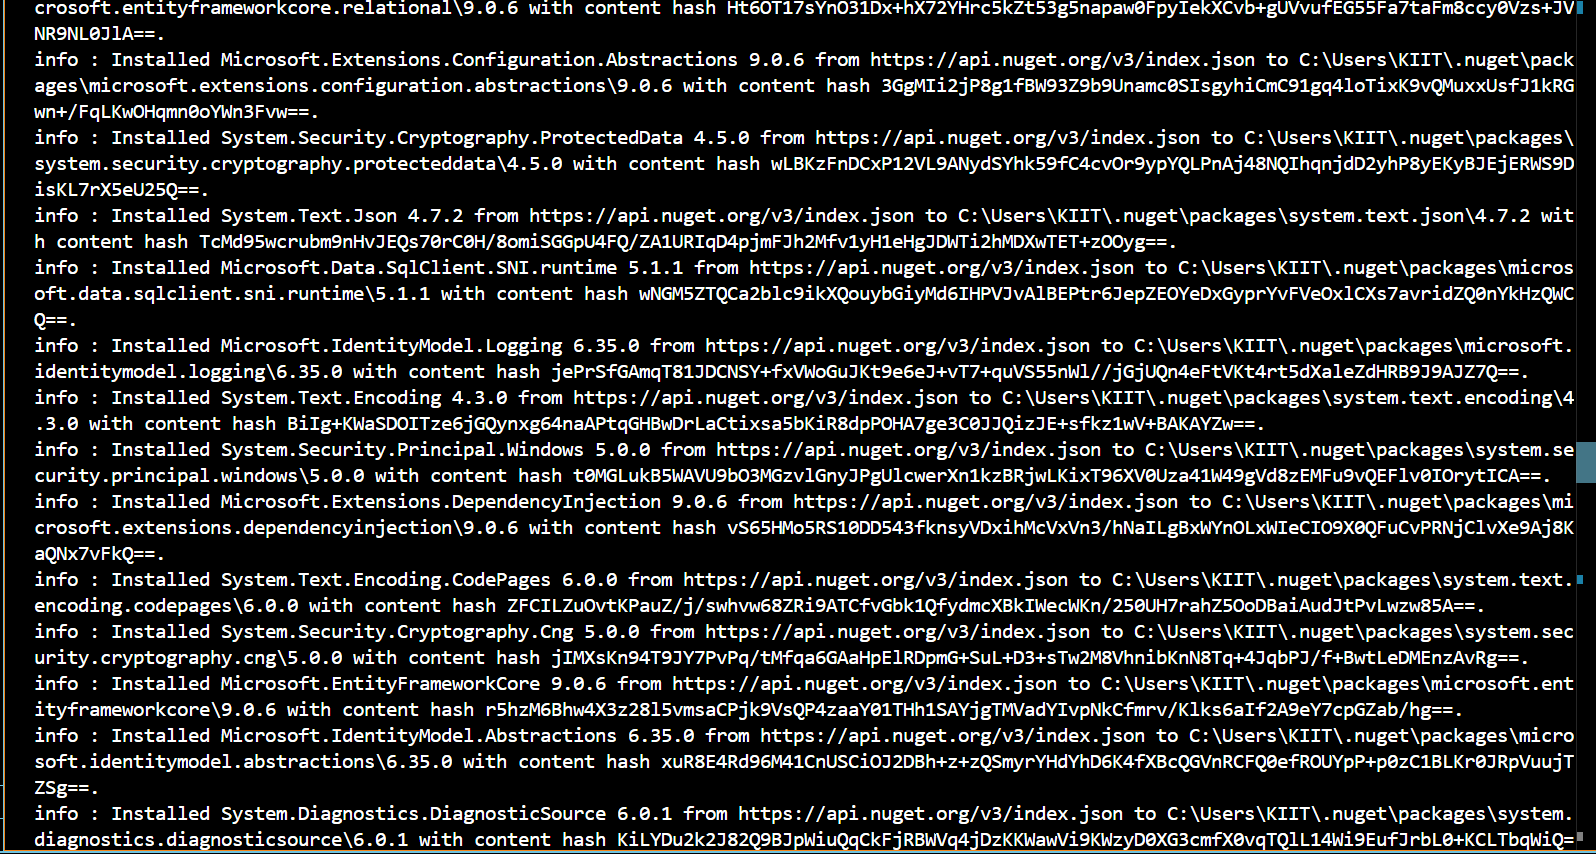 crosoft.entityframeworkcore.relational\9.0.6 with content hash Ht6OT17sYnO31Dx+hX72YHrc5kZt53g5napaw0FpyIekXCvb+gUVvufEG55Fa7taFm8ccy0Vzs+JV
NR9NL0JlA==.
info : Installed Microsoft.Extensions.Configuration.Abstractions 9.0.6 from https://api.nuget.org/v3/index.json to C:\Users\KIIT\.nuget\pack
ages\microsoft.extensions.configuration.abstractions\9.0.6 with content hash 3GgMIi2jP8g1fBW93Z9b9Unamc0SIsgyhiCmC91gq4loTixK9vQMuxxUsfJ1kRG
wn+/FqLKwOHqmn0oYWn3Fvw==.
info : Installed System.Security.Cryptography.ProtectedData 4.5.0 from https://api.nuget.org/v3/index.json to C:\Users\KIIT\.nuget\packages\
system.security.cryptography.protecteddata\4.5.0 with content hash wLBKzFnDCxP12VL9ANydSYhk59fC4cvOr9ypYQLPnAj48NQIhqnjdD2yhP8yEKyBJEjERWS9D
isKL7rX5eU25Q==.
info : Installed System.Text.Json 4.7.2 from https://api.nuget.org/v3/index.json to C:\Users\KIIT\.nuget\packages\system.text.json\4.7.2 wit
h content hash TcMd95wcrubm9nHvJEQs70rC0H/8omiSGGpU4FQ/ZA1URIqD4pjmFJh2Mfv1yH1eHgJDWTi2hMDXwTET+zOOyg==.
info : Installed Microsoft.Data.SqlClient.SNI.runtime 5.1.1 from https://api.nuget.org/v3/index.json to C:\Users\KIIT\.nuget\packages\micros
oft.data.sqlclient.sni.runtime\5.1.1 with content hash wNGM5ZTQCa2blc9ikXQouybGiyMd6IHPVJvAlBEPtr6JepZEOYeDxGyprYvFVeOxlCXs7avridZQ0nYkHzQWC
Q==.
info : Installed Microsoft.IdentityModel.Logging 6.35.0 from https://api.nuget.org/v3/index.json to C:\Users\KIIT\.nuget\packages\microsoft.
identitymodel.logging\6.35.0 with content hash jePrSfGAmqT81JDCNSY+fxVWoGuJKt9e6eJ+vT7+quVS55nWl//jGjUQn4eFtVKt4rt5dXaleZdHRB9J9AJZ7Q==.
info : Installed System.Text.Encoding 4.3.0 from https://api.nuget.org/v3/index.json to C:\Users\KIIT\.nuget\packages\system.text.encoding\4
.3.0 with content hash BiIg+KWaSDOITze6jGQynxg64naAPtqGHBwDrLaCtixsa5bKiR8dpPOHA7ge3C0JJQizJE+sfkz1wV+BAKAYZw==.
info : Installed System.Security.Principal.Windows 5.0.0 from https://api.nuget.org/v3/index.json to C:\Users\KIIT\.nuget\packages\system.se
curity.principal.windows\5.0.0 with content hash t0MGLukB5WAVU9bO3MGzvlGnyJPgUlcwerXn1kzBRjwLKixT96XV0Uza41W49gVd8zEMFu9vQEFlv0IOrytICA==.
info : Installed Microsoft.Extensions.DependencyInjection 9.0.6 from https://api.nuget.org/v3/index.json to C:\Users\KIIT\.nuget\packages\mi
crosoft.extensions.dependencyinjection\9.0.6 with content hash vS65HMo5RS10DD543fknsyVDxihMcVxVn3/hNaILgBxWYnOLxWIeCIO9X0QFuCvPRNjClvXe9Aj8K
aQNx7vFkQ==.
info : Installed System.Text.Encoding.CodePages 6.0.0 from https://api.nuget.org/v3/index.json to C:\Users\KIIT\.nuget\packages\system.text.
encoding.codepages\6.0.0 with content hash ZFCILZuOvtKPauZ/j/swhvw68ZRi9ATCfvGbk1QfydmcXBkIWecWKn/250UH7rahZ5OoDBaiAudJtPvLwzw85A==.
info : Installed System.Security.Cryptography.Cng 5.0.0 from https://api.nuget.org/v3/index.json to C:\Users\KIIT\.nuget\packages\system.sec
urity.cryptography.cng\5.0.0 with content hash jIMXsKn94T9JY7PvPq/tMfqa6GAaHpElRDpmG+SuL+D3+sTw2M8VhnibKnN8Tq+4JqbPJ/f+BwtLeDMEnzAvRg==.
info : Installed Microsoft.EntityFrameworkCore 9.0.6 from https://api.nuget.org/v3/index.json to C:\Users\KIIT\.nuget\packages\microsoft.ent
ityframeworkcore\9.0.6 with content hash r5hzM6Bhw4X3z28l5vmsaCPjk9VsQP4zaaY01THh1SAYjgTMVadYIvpNkCfmrv/Klks6aIf2A9eY7cpGZab/hg==.
info : Installed Microsoft.IdentityModel.Abstractions 6.35.0 from https://api.nuget.org/v3/index.json to C:\Users\KIIT\.nuget\packages\micro
soft.identitymodel.abstractions\6.35.0 with content hash xuR8E4Rd96M41CnUSCiOJ2DBh+z+zQSmyrYHdYhD6K4fXBcQGVnRCFQ0efROUYpP+p0zC1BLKr0JRpVuujT
ZSg==.
info : Installed System.Diagnostics.DiagnosticSource 6.0.1 from https://api.nuget.org/v3/index.json to C:\Users\KIIT\.nuget\packages\system.
diagnostics.diagnosticsource\6.0.1 with content hash KiLYDu2k2J82Q9BJpWiuQqCkFjRBWVq4jDzKKWawVi9KWzyD0XG3cmfX0vqTQlL14Wi9EufJrbL0+KCLTbqWiQ=